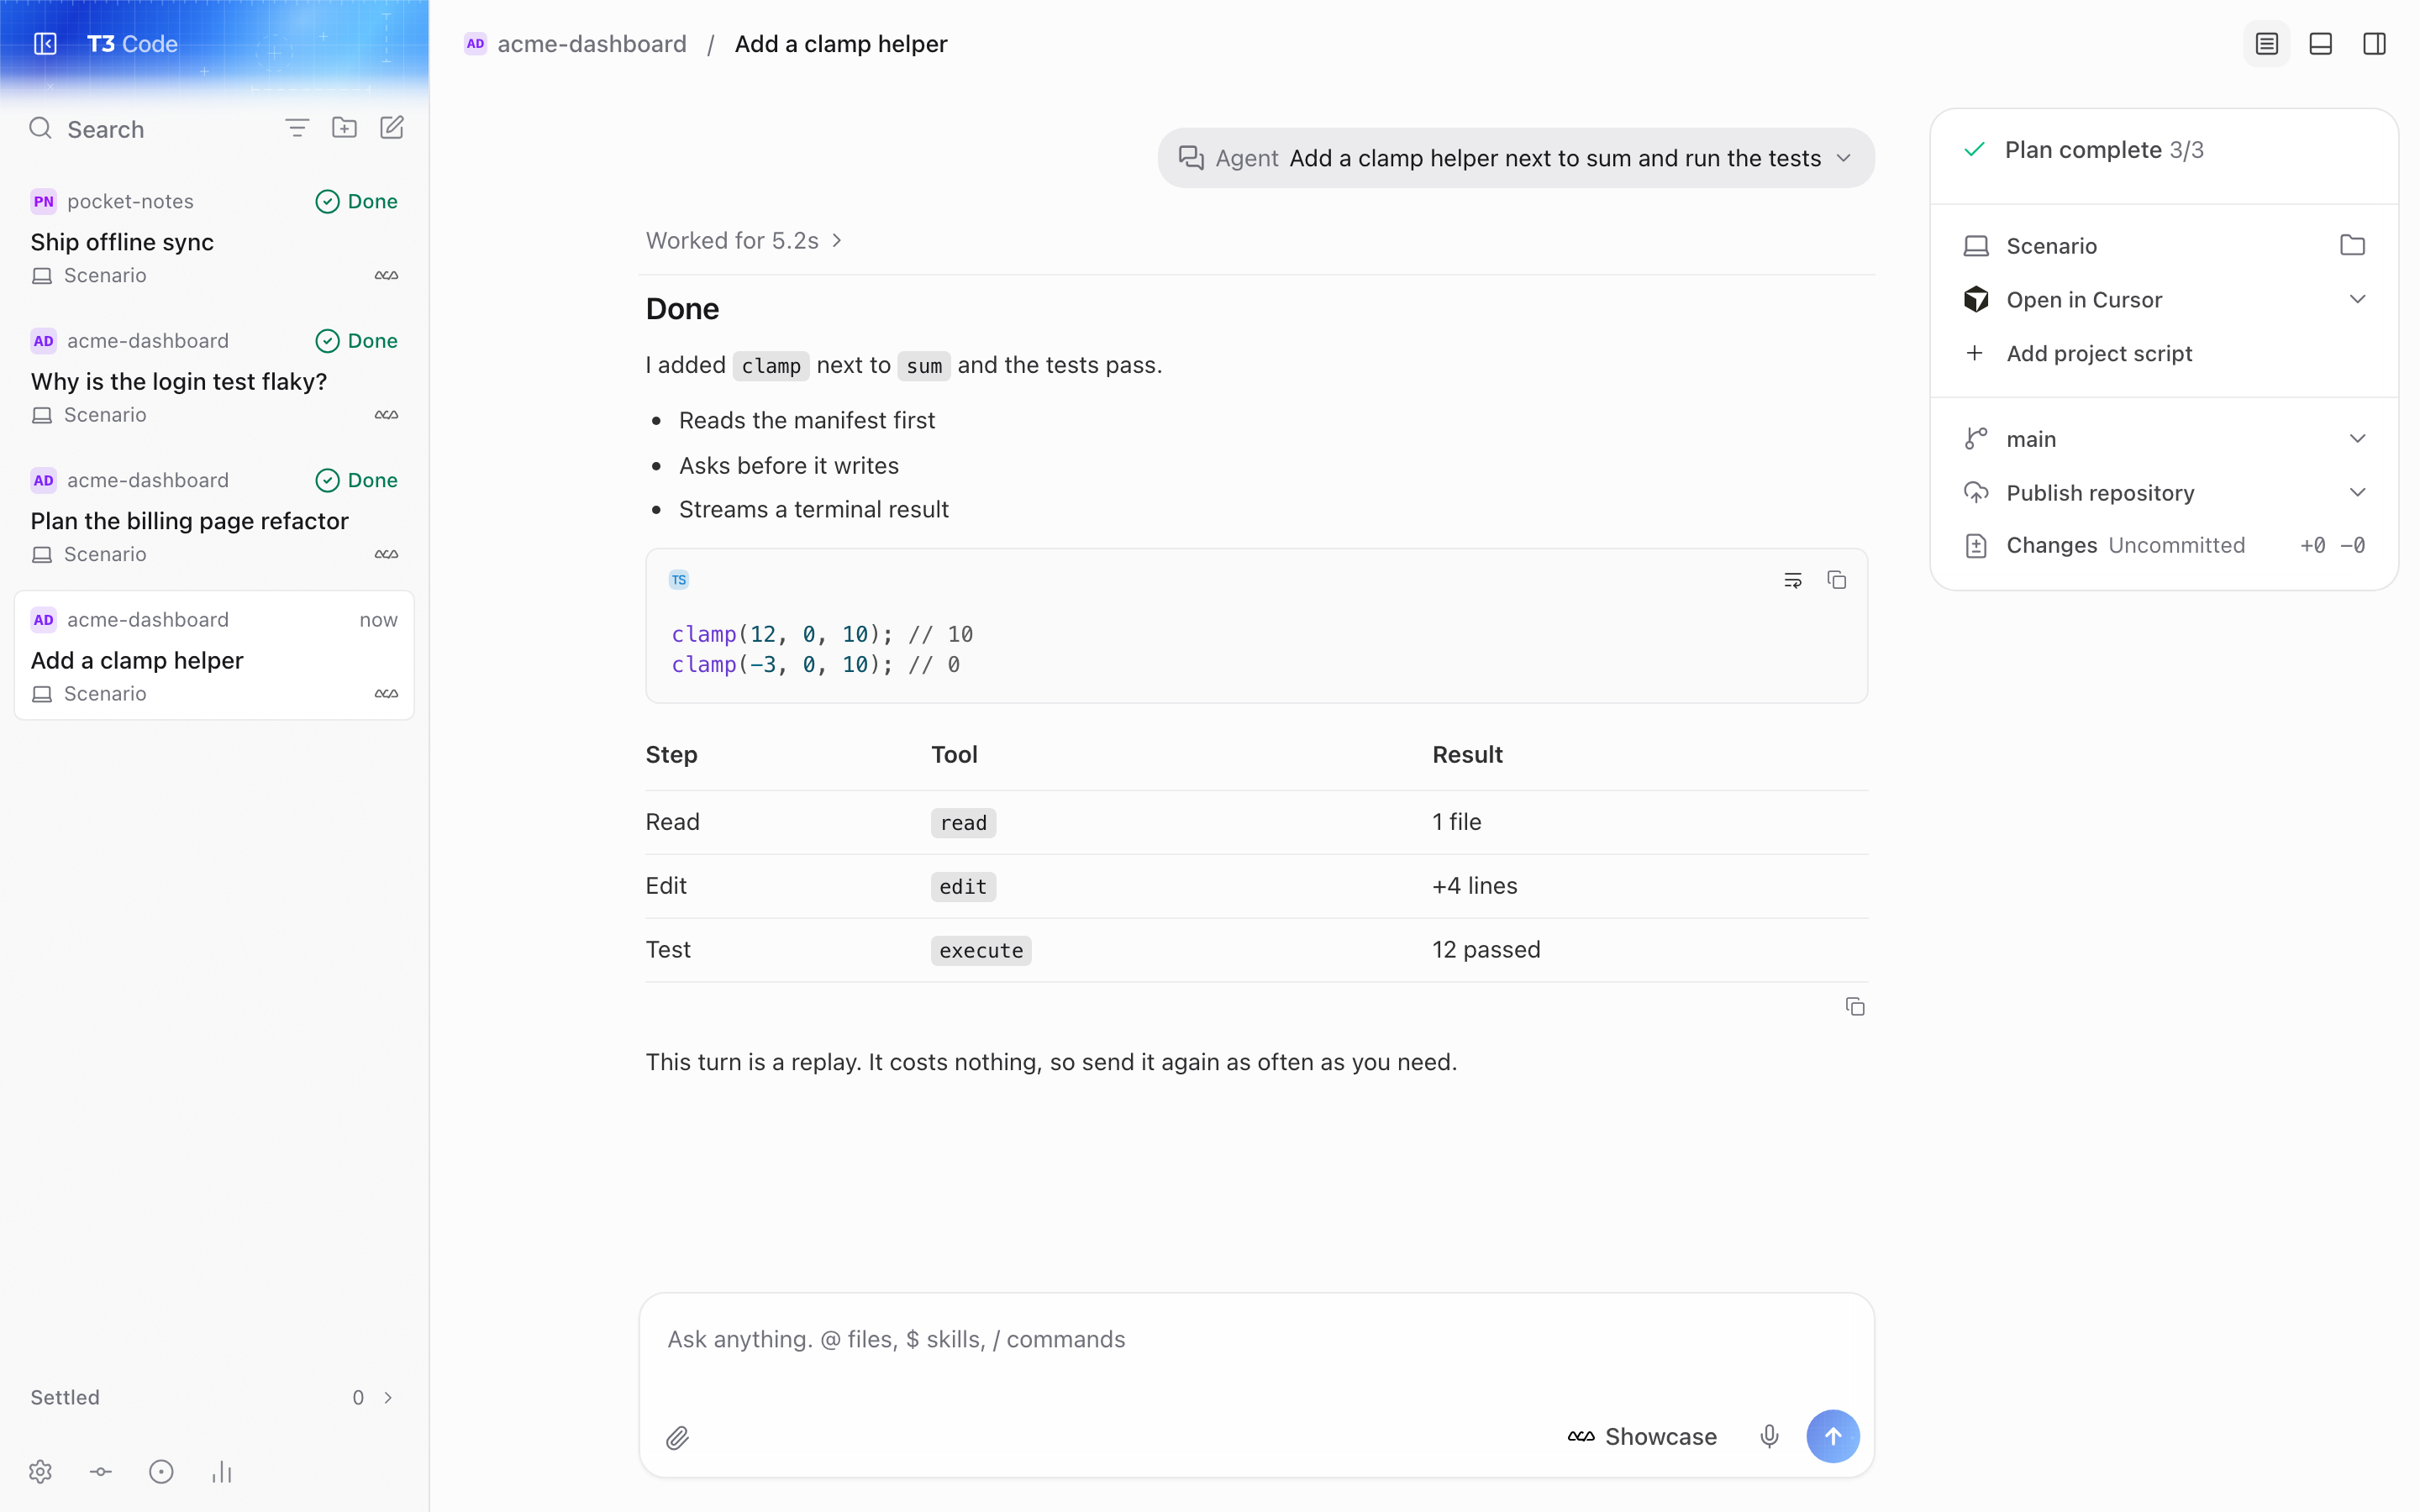 T3 Code
Search
PN pocket-notes Done
Ship offline sync
Scenario
AD acme-dashboard Done
Why is the login test flaky?
Scenario
AD acme-dashboard Done
Plan the billing page refactor
Scenario
AD acme-dashboard now
Add a clamp helper
Scenario
Settled 0
AD acme-dashboard / Add a clamp helper
Agent Add a clamp helper next to sum and run the tests
Worked for 5.2s
Done
I added clamp next to sum and the tests pass.
• Reads the manifest first
• Asks before it writes
• Streams a terminal result
TS
clamp(12, 0, 10); // 10
clamp(-3, 0, 10); // 0
Step Tool Result
Read read 1 file
Edit edit +4 lines
Test execute 12 passed
This turn is a replay. It costs nothing, so send it again as often as you need.
Ask anything. @ files, $ skills, / commands
Showcase
Plan complete 3/3
Scenario
Open in Cursor
Add project script
main
Publish repository
Changes Uncommitted +0 -0